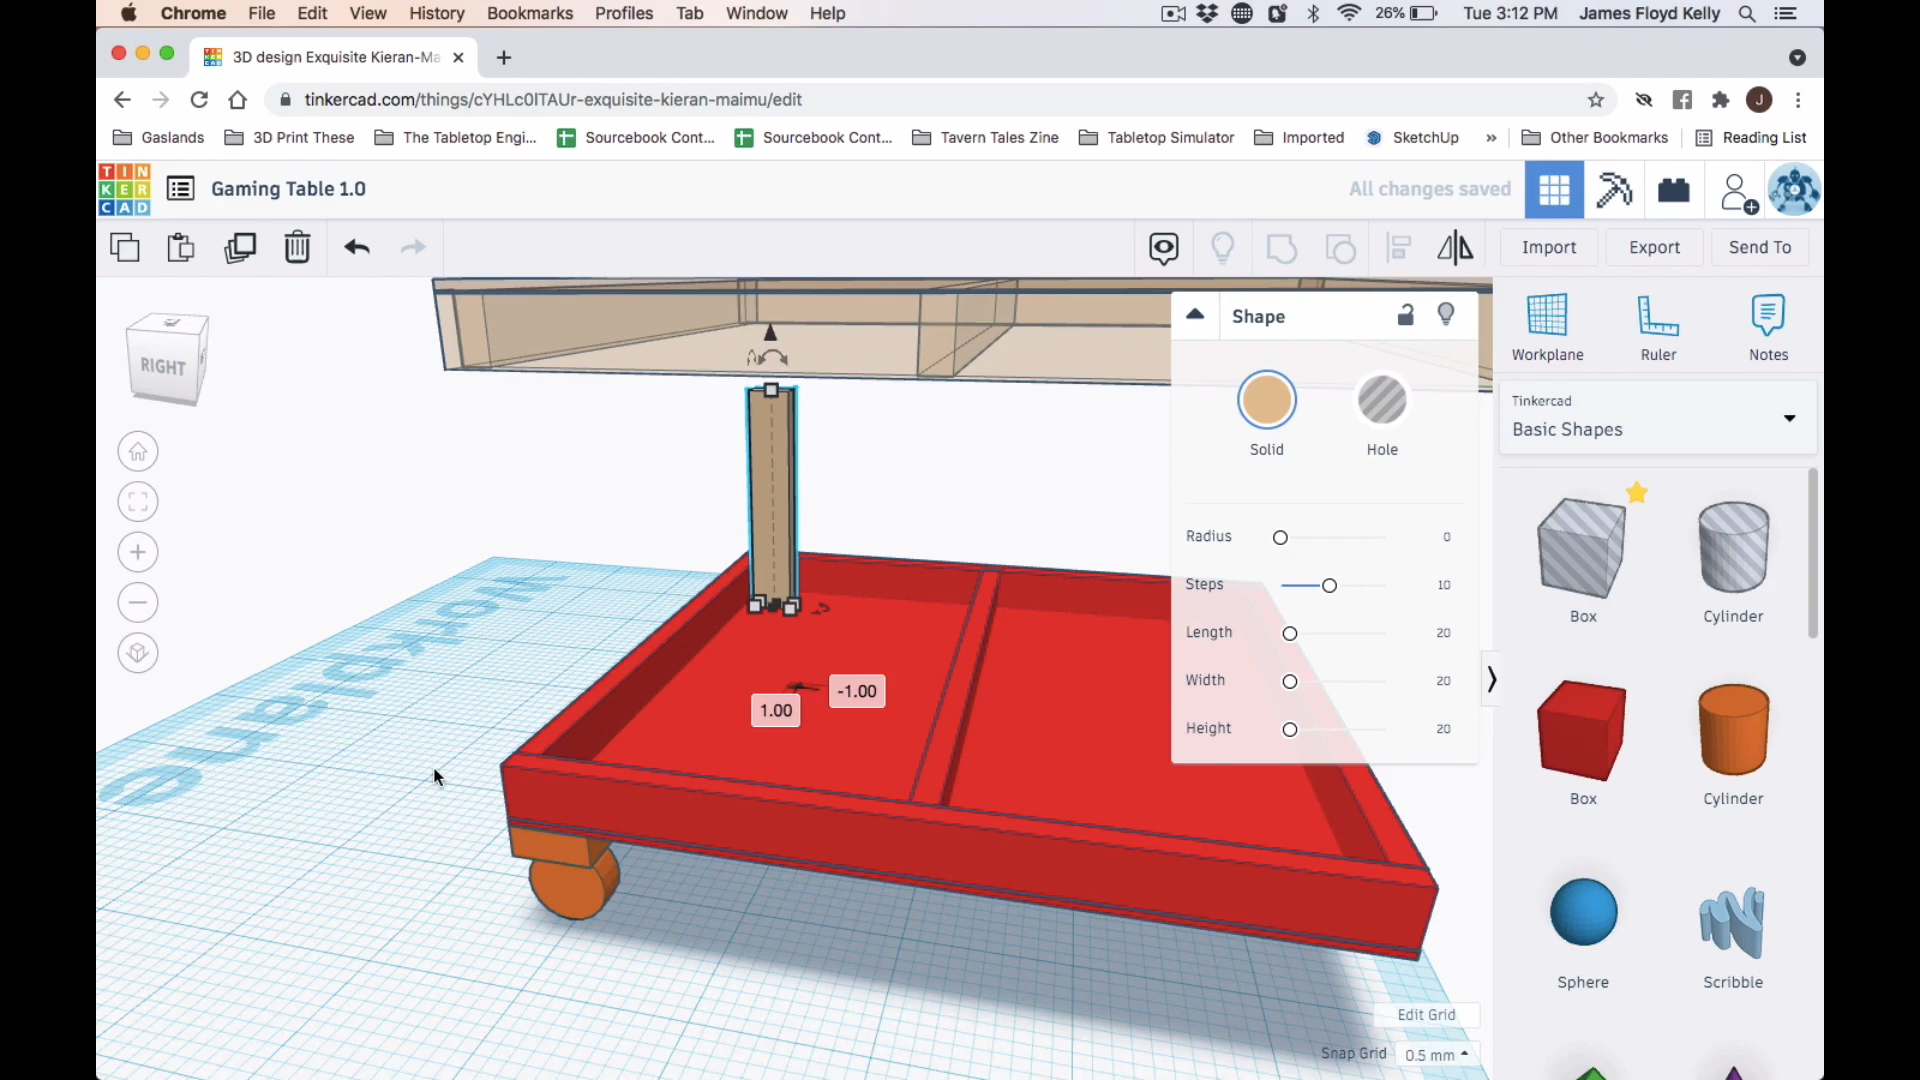 Chrome File Edit View History Bookmarks Profiles Tab Window Help 26% Tue 3:12 PM James Floyd Kelly
3D design Exquisite Kieran-Ma
tinkercad.com/things/cYHLc0lTAUr-exquisite-kieran-maimu/edit
J
Gaslands 3D Print These The Tabletop Engi... Sourcebook Cont... Sourcebook Cont... Tavern Tales Zine Tabletop Simulator Imported SketchUp » Other Bookmarks Reading List
TIN
KER
CAD
Gaming Table 1.0
All changes saved
Import Export Send To
RIGHT
Shape
Solid Hole
Radius 0
Steps 10
Length 20
Width 20
Height 20
Workplane Ruler Notes
Tinkercad
Basic Shapes
Box Cylinder
Box Cylinder
Sphere Scribble
Workplane
-1.00
1.00
Edit Grid
Snap Grid 0.5 mm